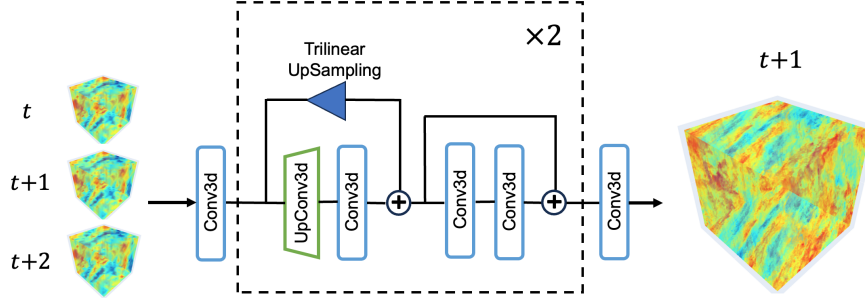 ×2
Trilinear
UpSampling
t+1
t
t+1
t+2
Conv3d
UpConv3d
Conv3d
+
Conv3d
Conv3d
+
Conv3d